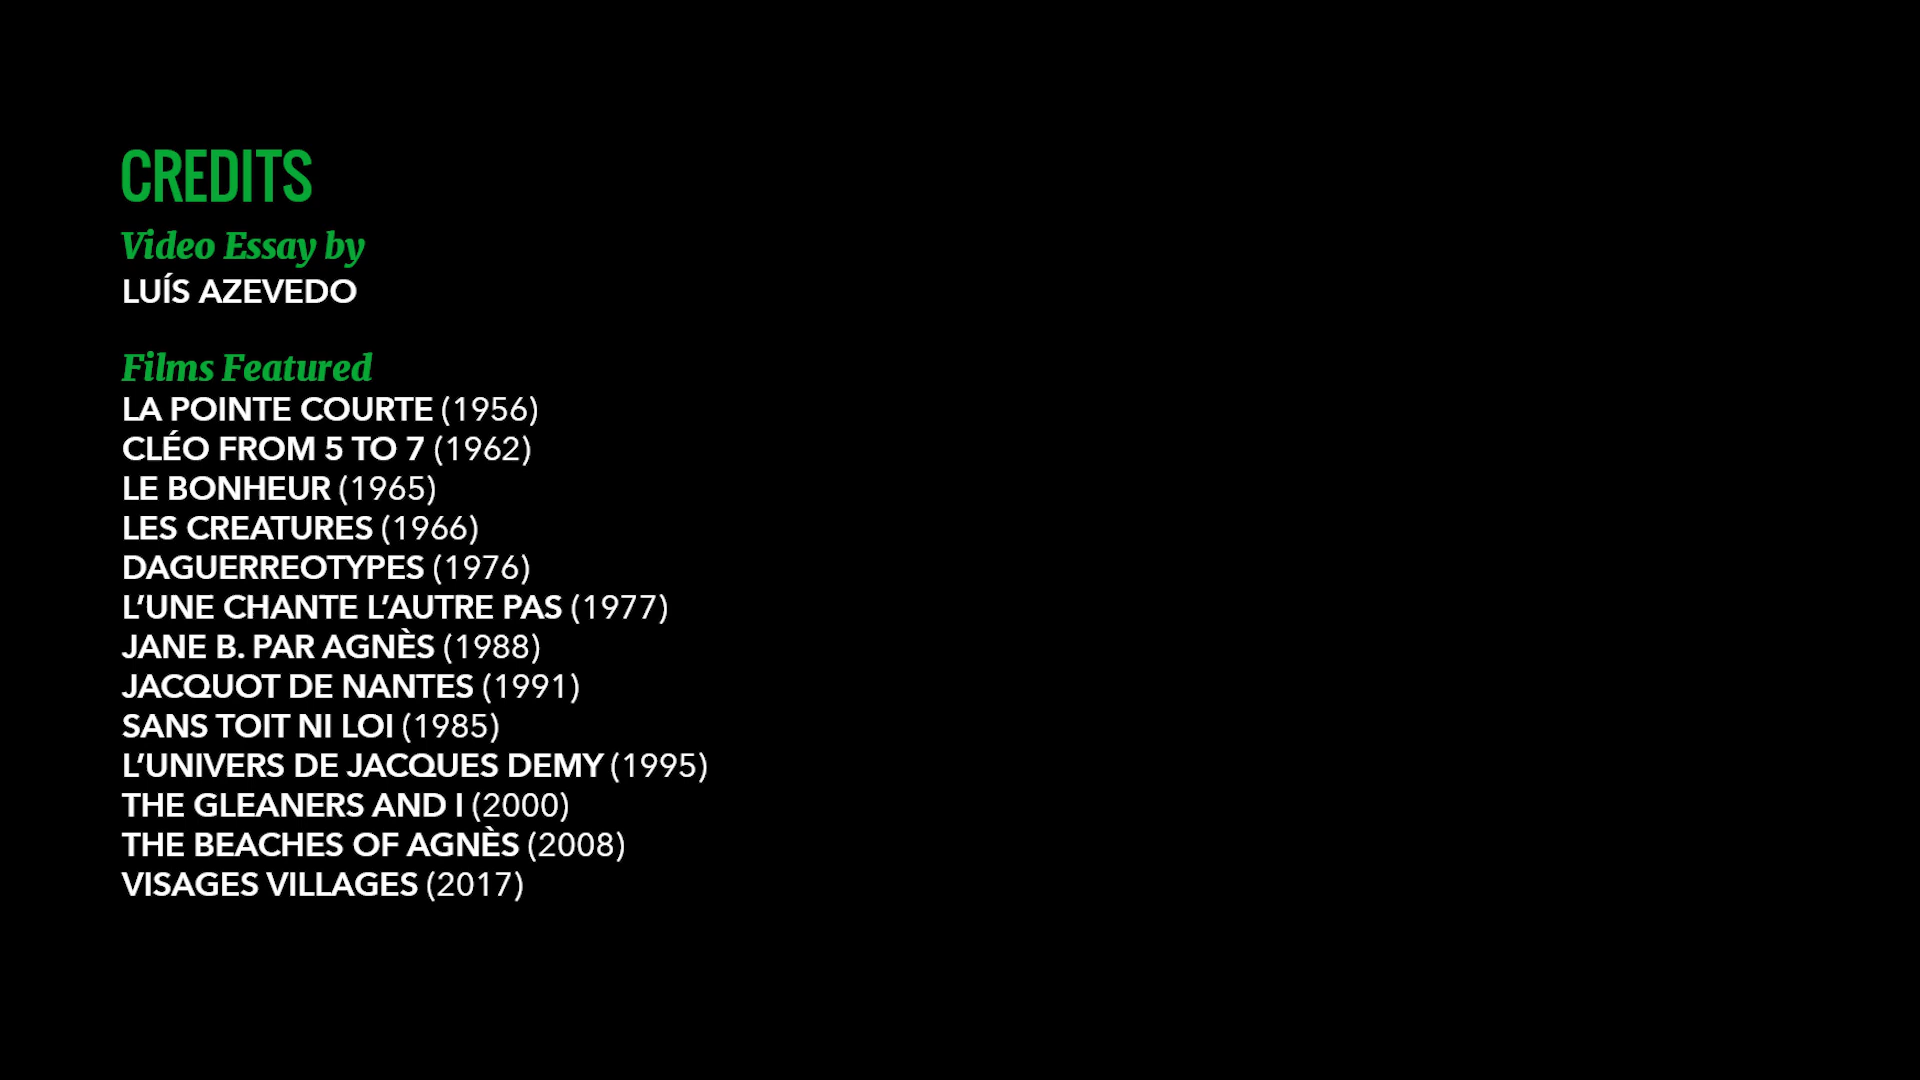 CREDITS
Video Essay by
LUÍS AZEVEDO
Films Featured
LA POINTE COURTE (1956)
CLÉO FROM 5 TO 7 (1962)
LE BONHEUR (1965)
LES CREATURES (1966)
DAGUERREOTYPES (1976)
L’UNE CHANTE L’AUTRE PAS (1977)
JANE B. PAR AGNÈS (1988)
JACQUOT DE NANTES (1991)
SANS TOIT NI LOI (1985)
L’UNIVERS DE JACQUES DEMY (1995)
THE GLEANERS AND I (2000)
THE BEACHES OF AGNÈS (2008)
VISAGES VILLAGES (2017)